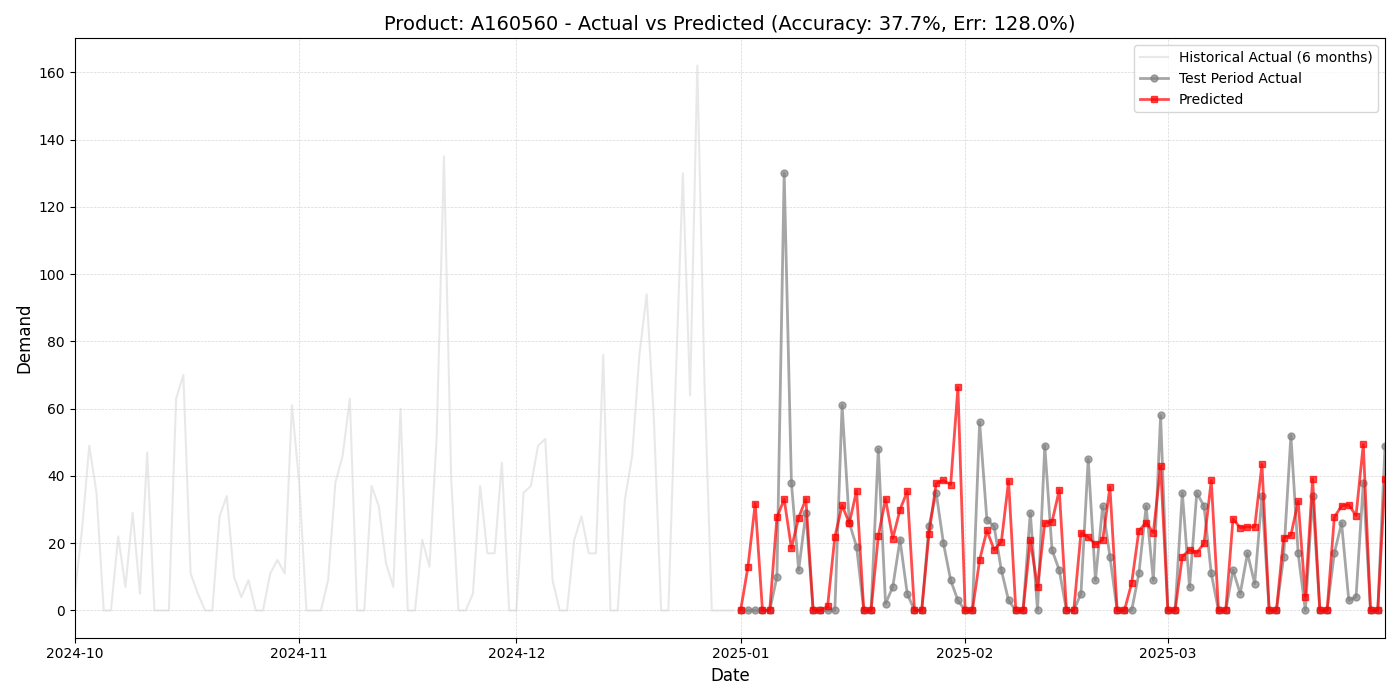 Product: A160560 - Actual vs Predicted (Accuracy: 37.7%, Err: 128.0%)
Historical Actual (6 months)
Test Period Actual
Predicted
160
140
120
100
80
60
40
20
0
Demand
2024-10
2024-11
2024-12
2025-01
2025-02
2025-03
Date